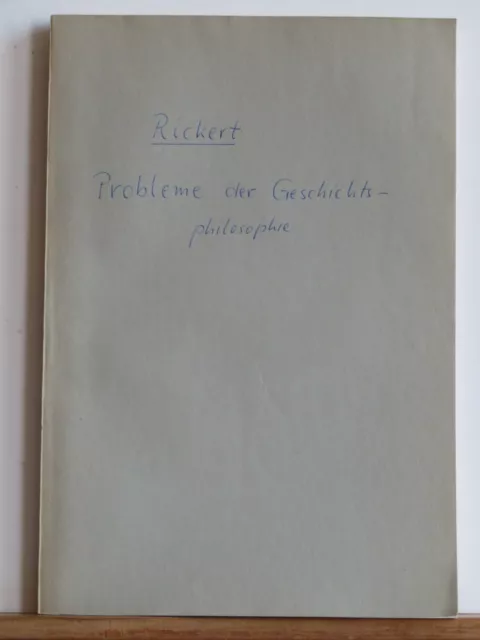 Rickert
Probleme der Geschichts-
philosophie